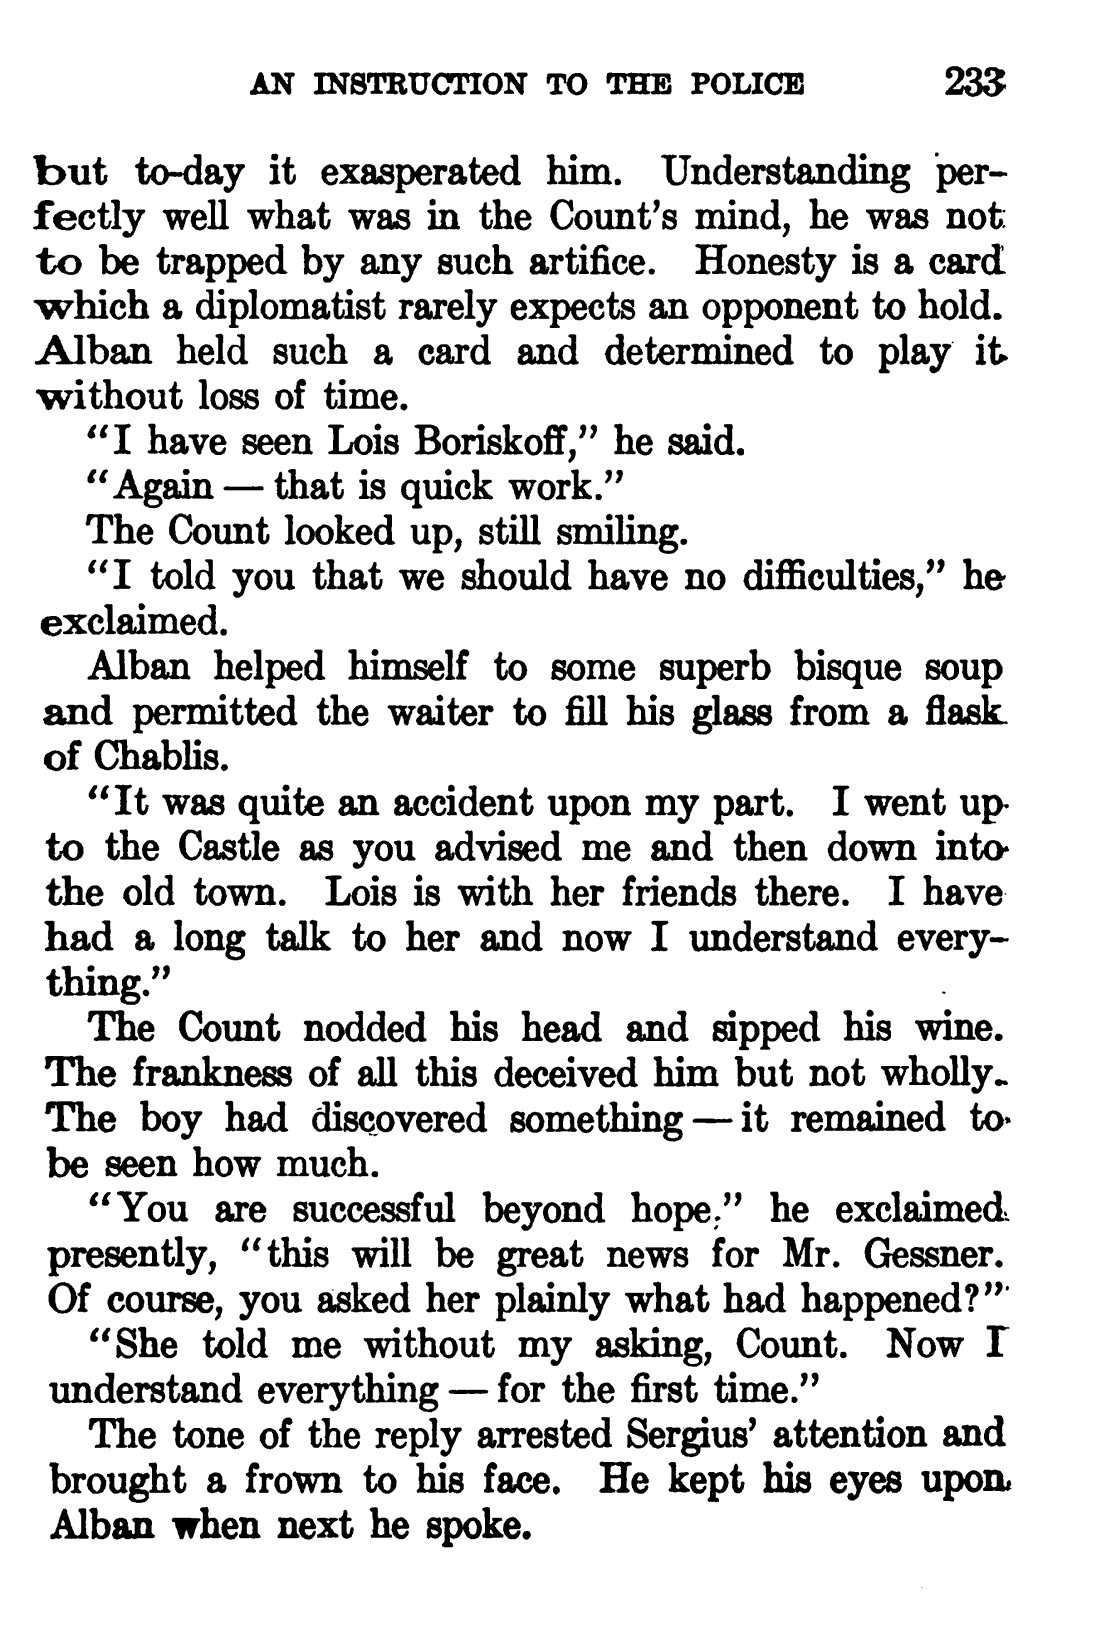 AN INSTRUCTION TO THE POLICE 233
but to-day it exasperated him. Understanding per-
fectly well what was in the Count's mind, he was not
to be trapped by any such artifice. Honesty is a card
which a diplomatist rarely expects an opponent to hold.
Alban held such a card and determined to play it
without loss of time.
"I have seen Lois Boriskoff," he said.
"Again — that is quick work."
The Count looked up, still smiling.
"I told you that we should have no difficulties," he
exclaimed.
Alban helped himself to some superb bisque soup
and permitted the waiter to fill his glass from a flask
of Chablis.
"It was quite an accident upon my part. I went up
to the Castle as you advised me and then down into
the old town. Lois is with her friends there. I have
had a long talk to her and now I understand every-
thing."
The Count nodded his head and sipped his wine.
The frankness of all this deceived him but not wholly.
The boy had discovered something — it remained to
be seen how much.
"You are successful beyond hope;" he exclaimed
presently, "this will be great news for Mr. Gessner.
Of course, you asked her plainly what had happened?"
"She told me without my asking, Count. Now I
understand everything — for the first time."
The tone of the reply arrested Sergius' attention and
brought a frown to his face. He kept his eyes upon
Alban when next he spoke.